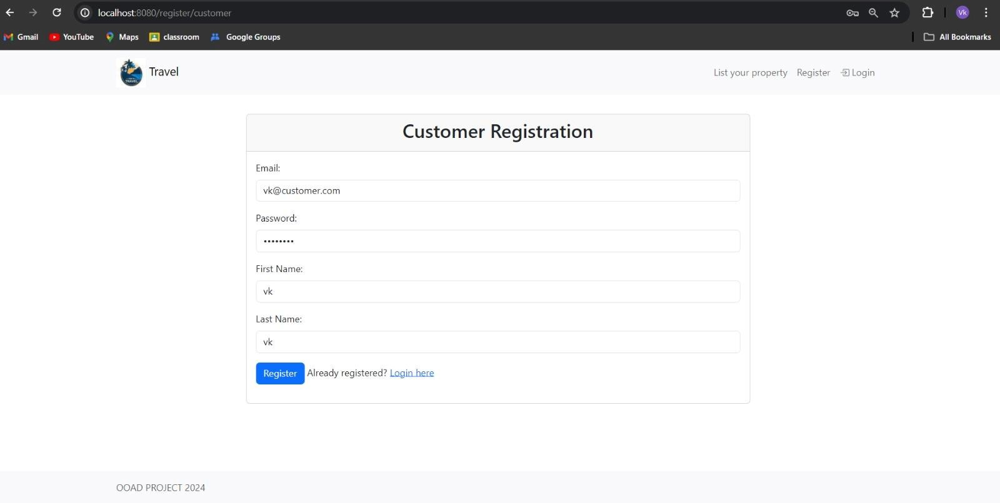 localhost:8080/register/customer
Vk
Gmail YouTube Maps classroom Google Groups All Bookmarks
TRAVEL
Travel List your property Register Login
Customer Registration
Email:
vk@customer.com
Password:
••••••••
First Name:
vk
Last Name:
vk
Register Already registered? Login here
OOAD PROJECT 2024